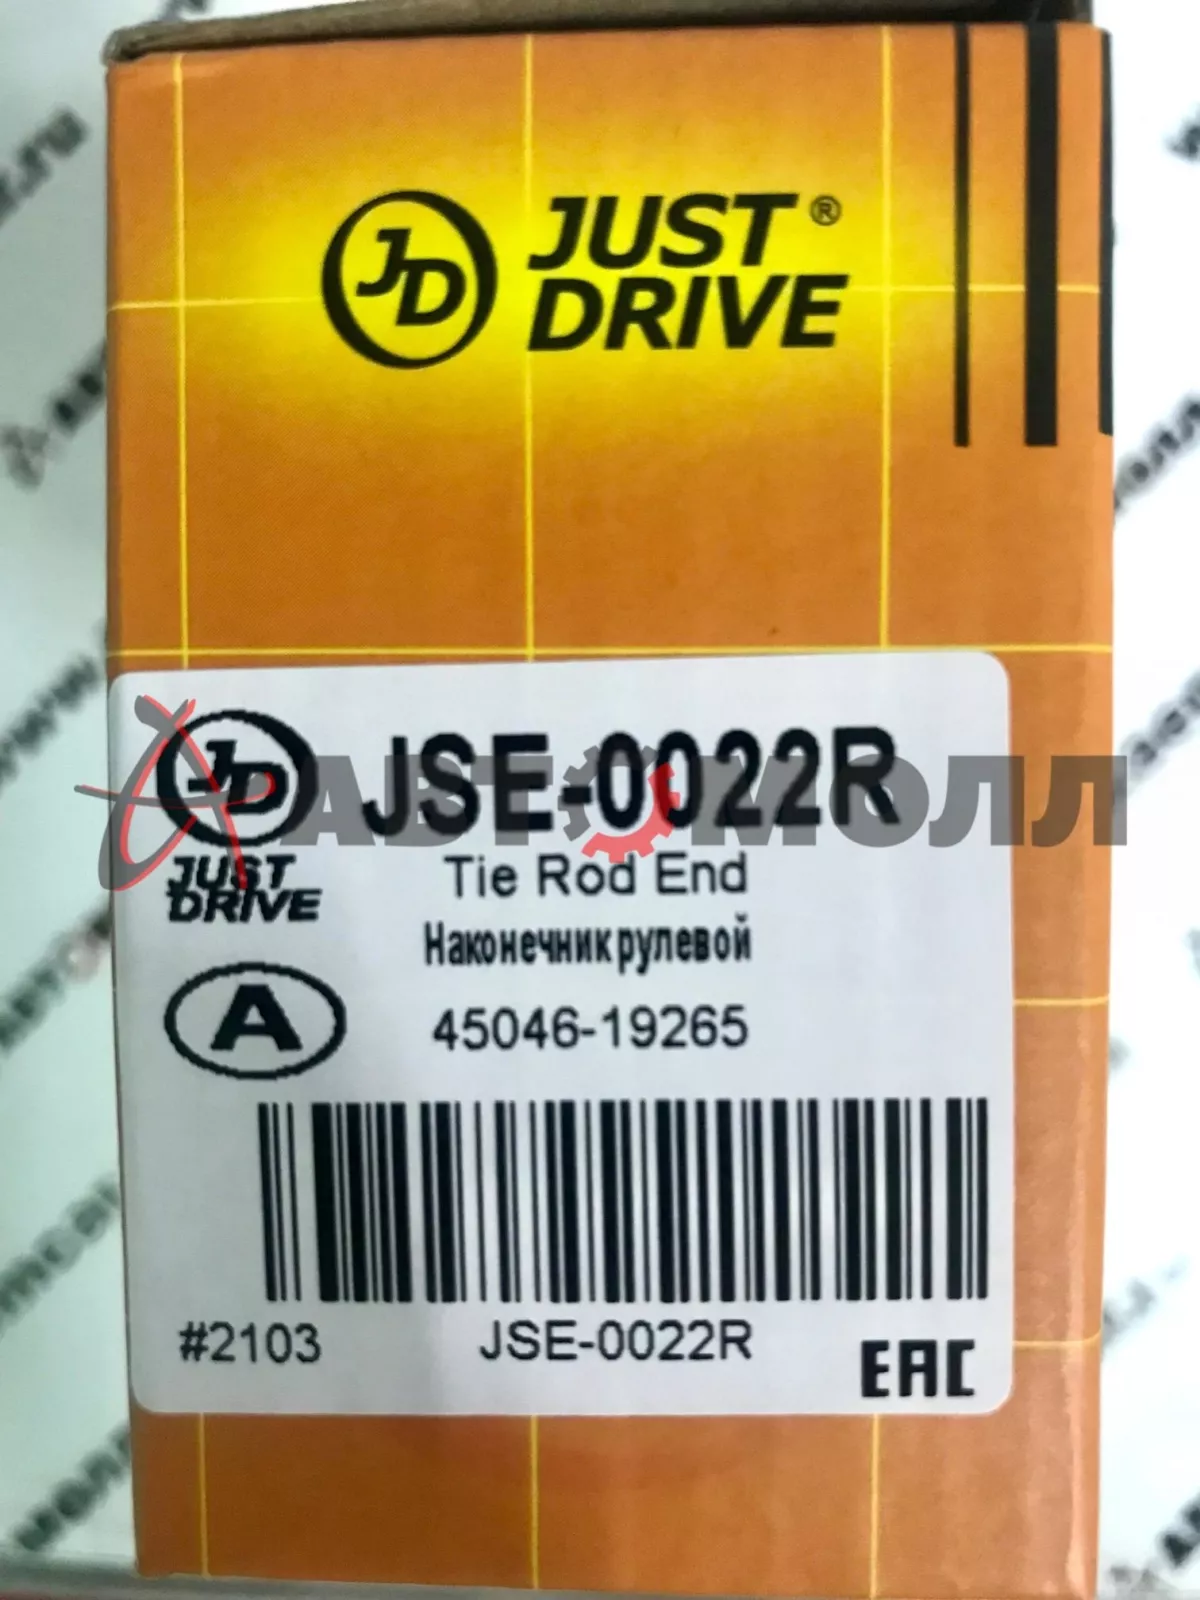 JD JUST®
DRIVE
JD JSE-0022R
АВТОМОЛЛ
JUST
DRIVE
Tie Rod End
Наконечник рулевой
A
45046-19265
#2103
JSE-0022R
EAC